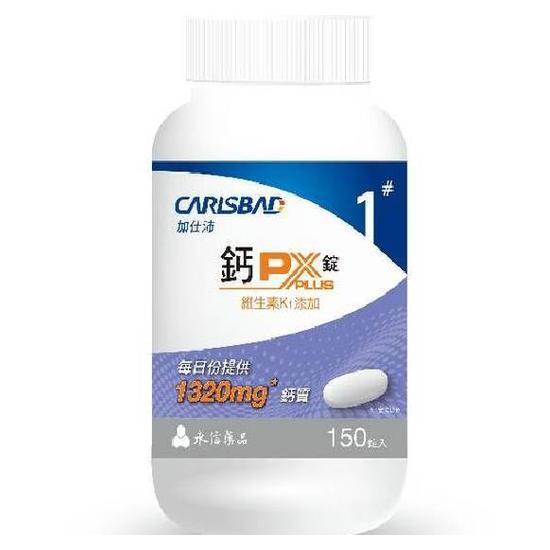 CARLSBAD
加仕沛
1#
鈣PX錠
PLUS
維生素K1添加
每日份提供
1320mg* 鈣質
永信藥品
150錠入